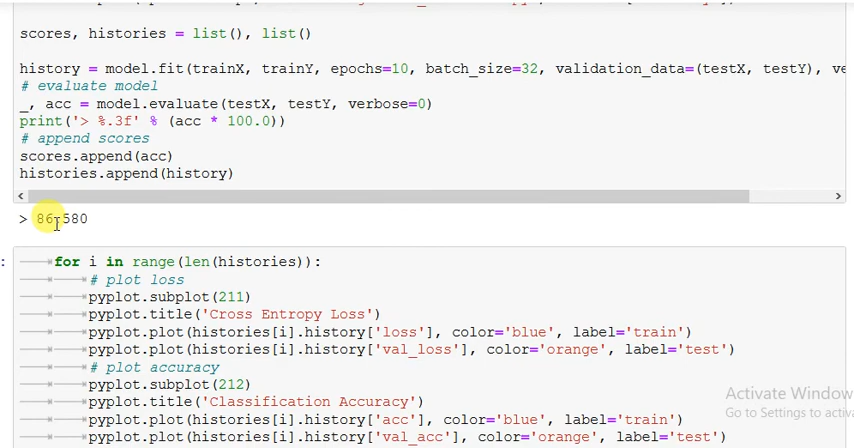 scores, histories = list(), list()
history = model.fit(trainX, trainY, epochs=10, batch_size=32, validation_data=(testX, testY), ve
# evaluate model
_, acc = model.evaluate(testX, testY, verbose=0)
print('> %.3f' % (acc * 100.0))
# append scores
scores.append(acc)
histories.append(history)
> 86.580
: for i in range(len(histories)):
# plot loss
pyplot.subplot(211)
pyplot.title('Cross Entropy Loss')
pyplot.plot(histories[i].history['loss'], color='blue', label='train')
pyplot.plot(histories[i].history['val_loss'], color='orange', label='test')
# plot accuracy
pyplot.subplot(212)
pyplot.title('Classification Accuracy')
pyplot.plot(histories[i].history['acc'], color='blue', label='train')
pyplot.plot(histories[i].history['val_acc'], color='orange', label='test')
Activate Window
Go to Settings to activa